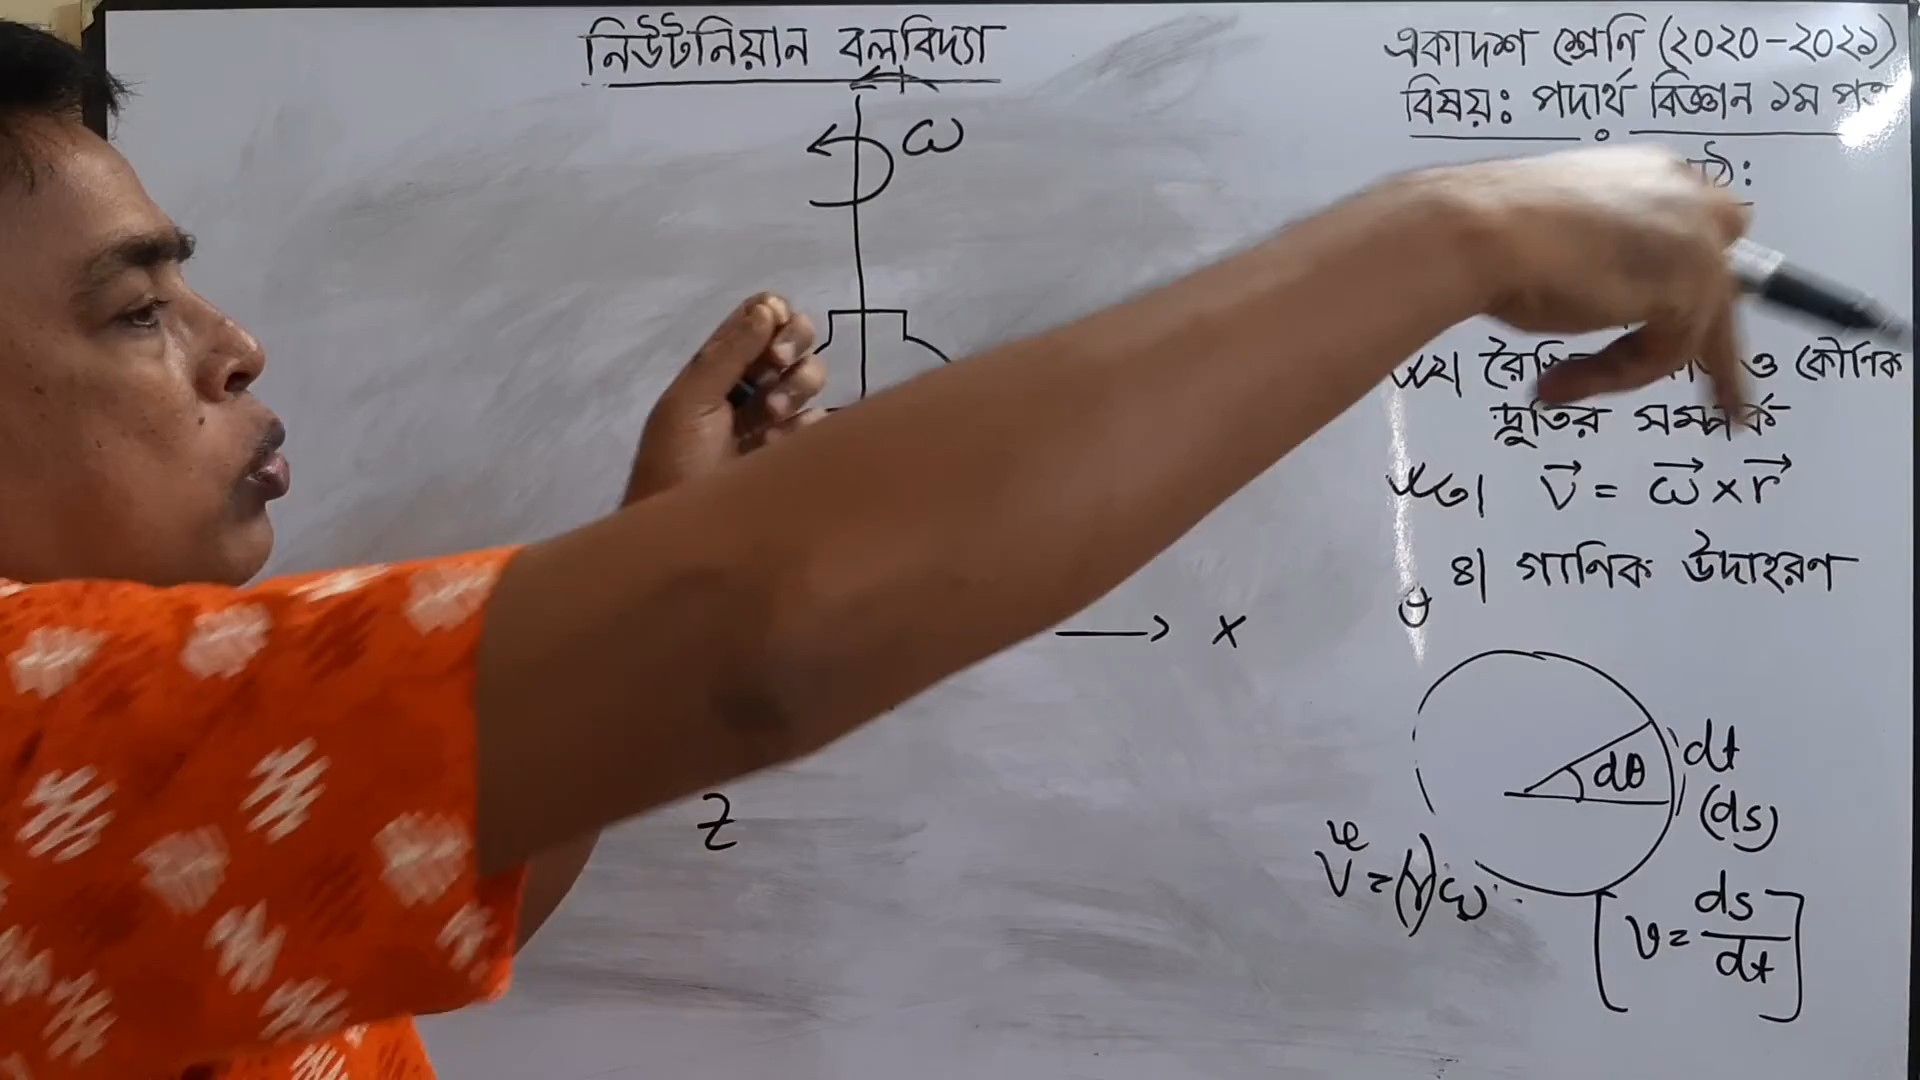 নিউটনিয়ান বলবিদ্যা
ω
x
z
একাদশ শ্রেণি (২০২০-২০২১)
বিষয়ঃ পদার্থ বিজ্ঞান ১ম
২| ও কৌণিক
দ্রুতির সম্পর্ক
৩| v⃗ = ω⃗ × r⃗
৪| গাণিক উদাহরণ
dθ
dt
(ds)
v = (r)ω
[v = ds/dt]